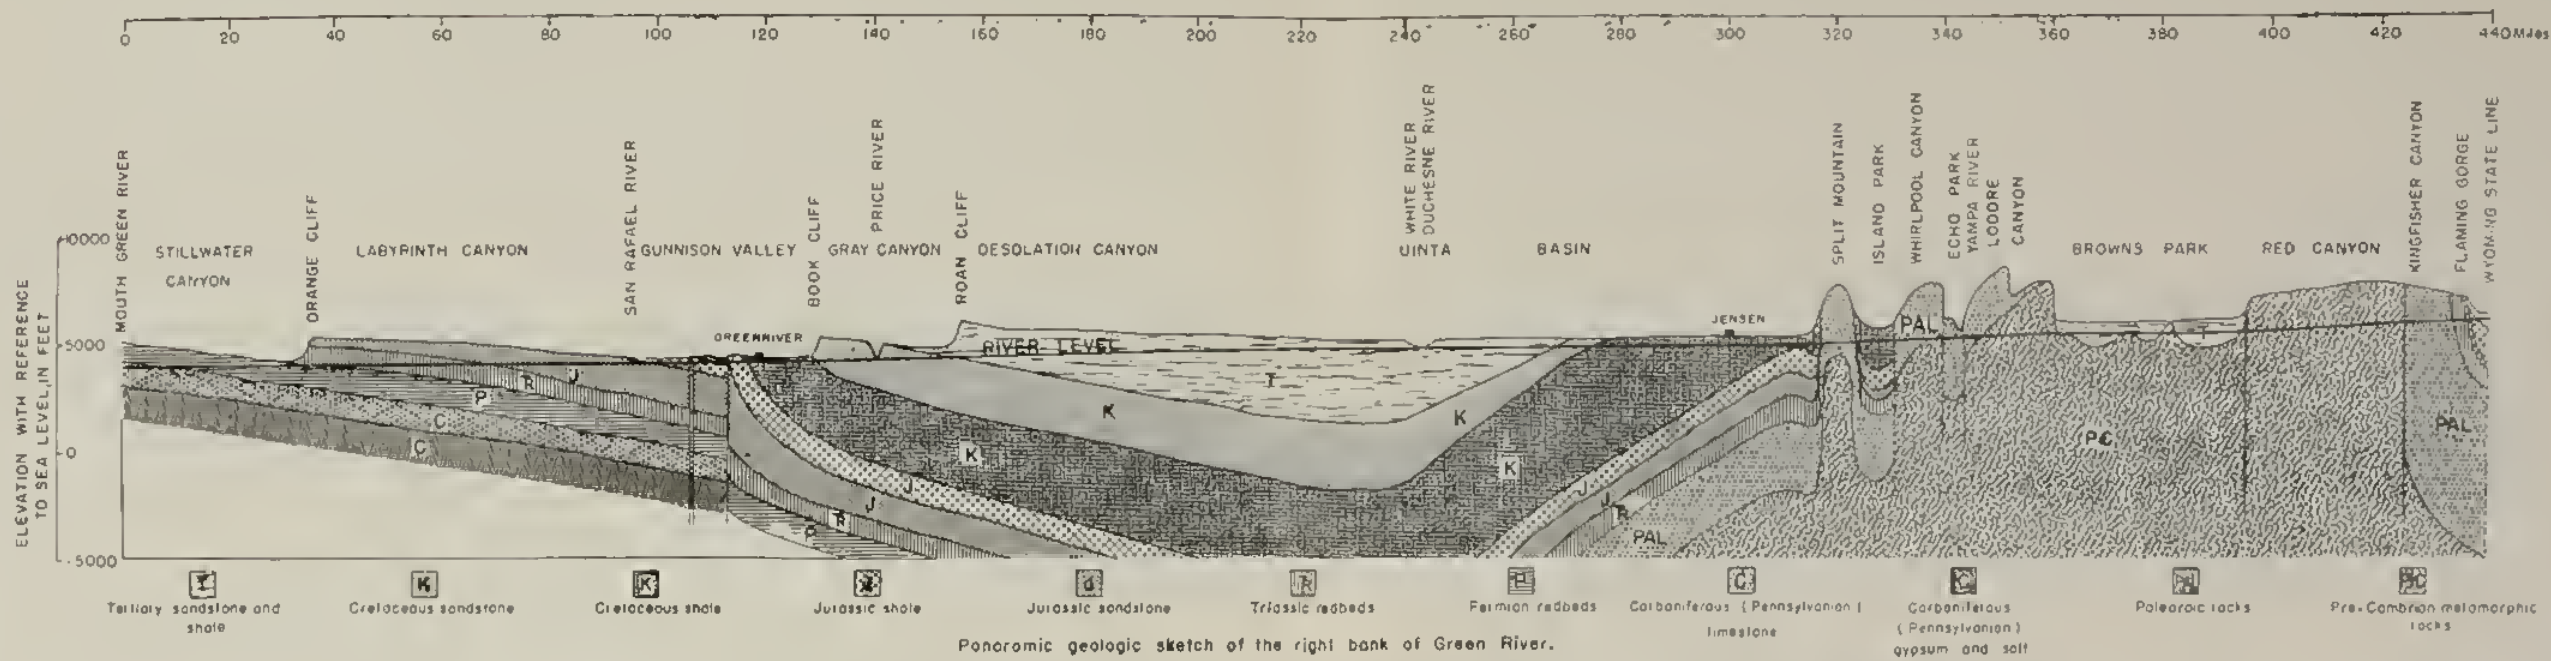 0 20 40 60 80 100 120 140 160 180 200 220 240 260 280 300 320 340 360 380 400 420 440 Miles
MOUTH GREEN RIVER
STILLWATER
CANYON
ORANGE CLIFF
LABYRINTH CANYON
SAN RAFAEL RIVER
GUNNISON VALLEY
BOOK CLIFF
PRICE RIVER
GRAY CANYON
ROAN CLIFF
DESOLATION CANYON
WHITE RIVER
DUCHESNE RIVER
UINTA BASIN
SPLIT MOUNTAIN
ISLAND PARK
WHIRLPOOL CANYON
ECHO PARK
YAMPA RIVER
LODORE
CANYON
BROWNS PARK
RED CANYON
KINGFISHER CANYON
FLAMING GORGE
WYOMING STATE LINE
ELEVATION WITH REFERENCE
TO SEA LEVEL, IN FEET
10000
5000
0
-5000
GREENRIVER
RIVER LEVEL
JENSEN
PAL
T
R J P C C
T K K K K
J J R P
J J R PAL
PЄ
PAL
T
Tertiary sandstone and
shale
K
Cretaceous sandstone
K
Cretaceous shale
J
Jurassic shale
J
Jurassic sandstone
R
Triassic redbeds
P
Permian redbeds
C
Carboniferous (Pennsylvanian)
limestone
C
Carboniferous
(Pennsylvanian)
gypsum and salt
Paleozoic rocks
PЄ
Pre-Cambrian metamorphic
rocks
Panoramic geologic sketch of the right bank of Green River.